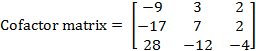 Cofactor matrix = [ −9 3 2
−17 7 2
28 −12 −4 ]